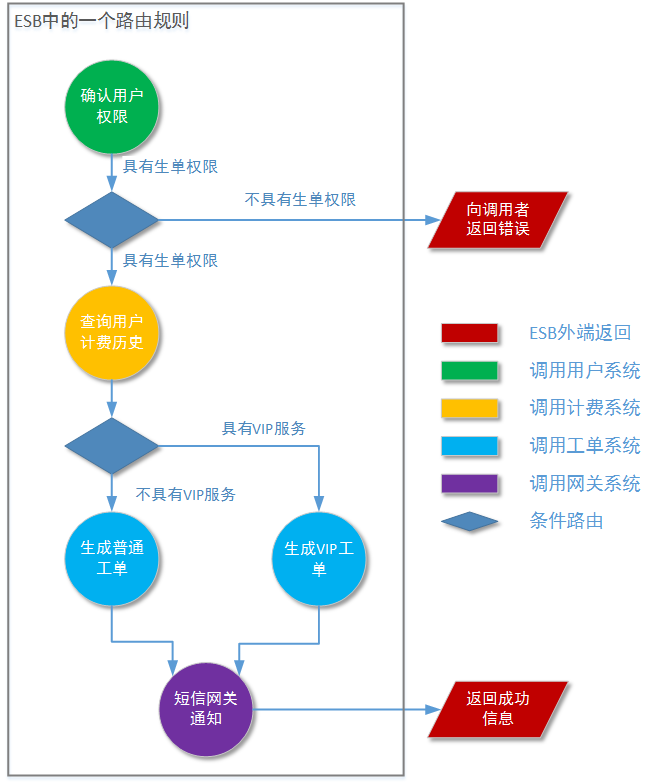 ESB中的一个路由规则
确认用户
权限
具有生单权限
不具有生单权限
向调用者
返回错误
具有生单权限
查询用户
计费历史
ESB外端返回
调用用户系统
调用计费系统
具有VIP服务
调用工单系统
不具有VIP服务
调用网关系统
条件路由
生成普通
工单
生成VIP工
单
短信网关
通知
返回成功
信息